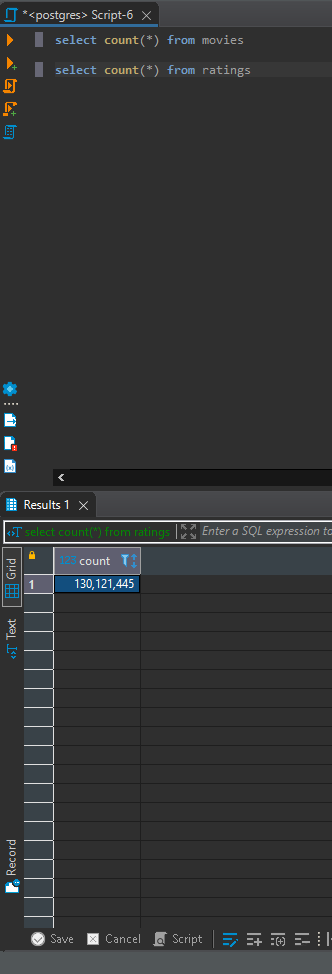 *<postgres> Script-6
select count(*) from movies
select count(*) from ratings
Results 1
select count(*) from ratings
Enter a SQL expression to
Grid
123 count
1
130,121,445
Text
Record
Save
Cancel
Script